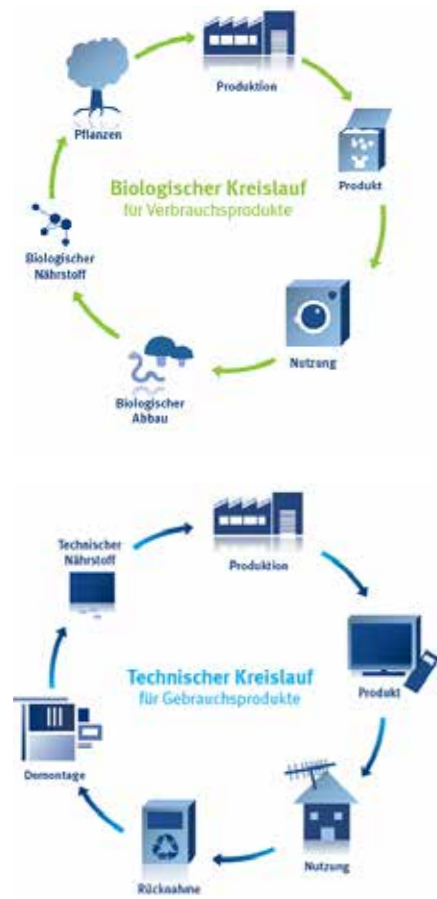 Produktion
Pflanzen
Produkt
Biologischer Kreislauf
für Verbrauchsprodukte
Biologischer
Nährstoff
Nutzung
Biologischer
Abbau
Technischer
Nährstoff
Produktion
Produkt
Technischer Kreislauf
für Gebrauchsprodukte
Demontage
Nutzung
Rücknahme